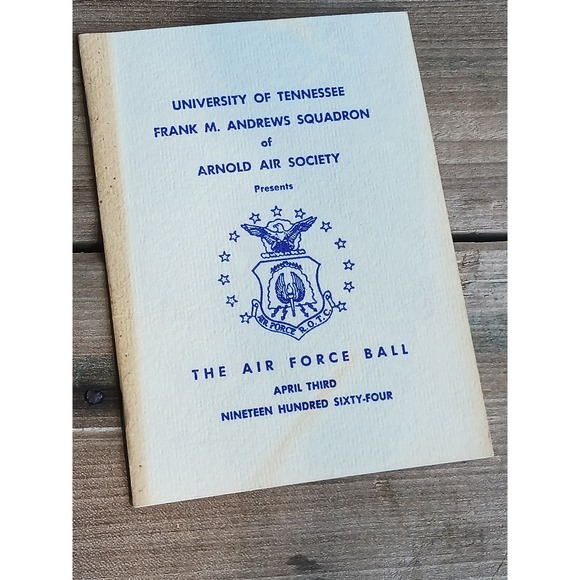 UNIVERSITY OF TENNESSEE
FRANK M. ANDREWS SQUADRON
of
ARNOLD AIR SOCIETY
Presents
AIR FORCE R.O.T.C.
THE AIR FORCE BALL
APRIL THIRD
NINETEEN HUNDRED SIXTY-FOUR